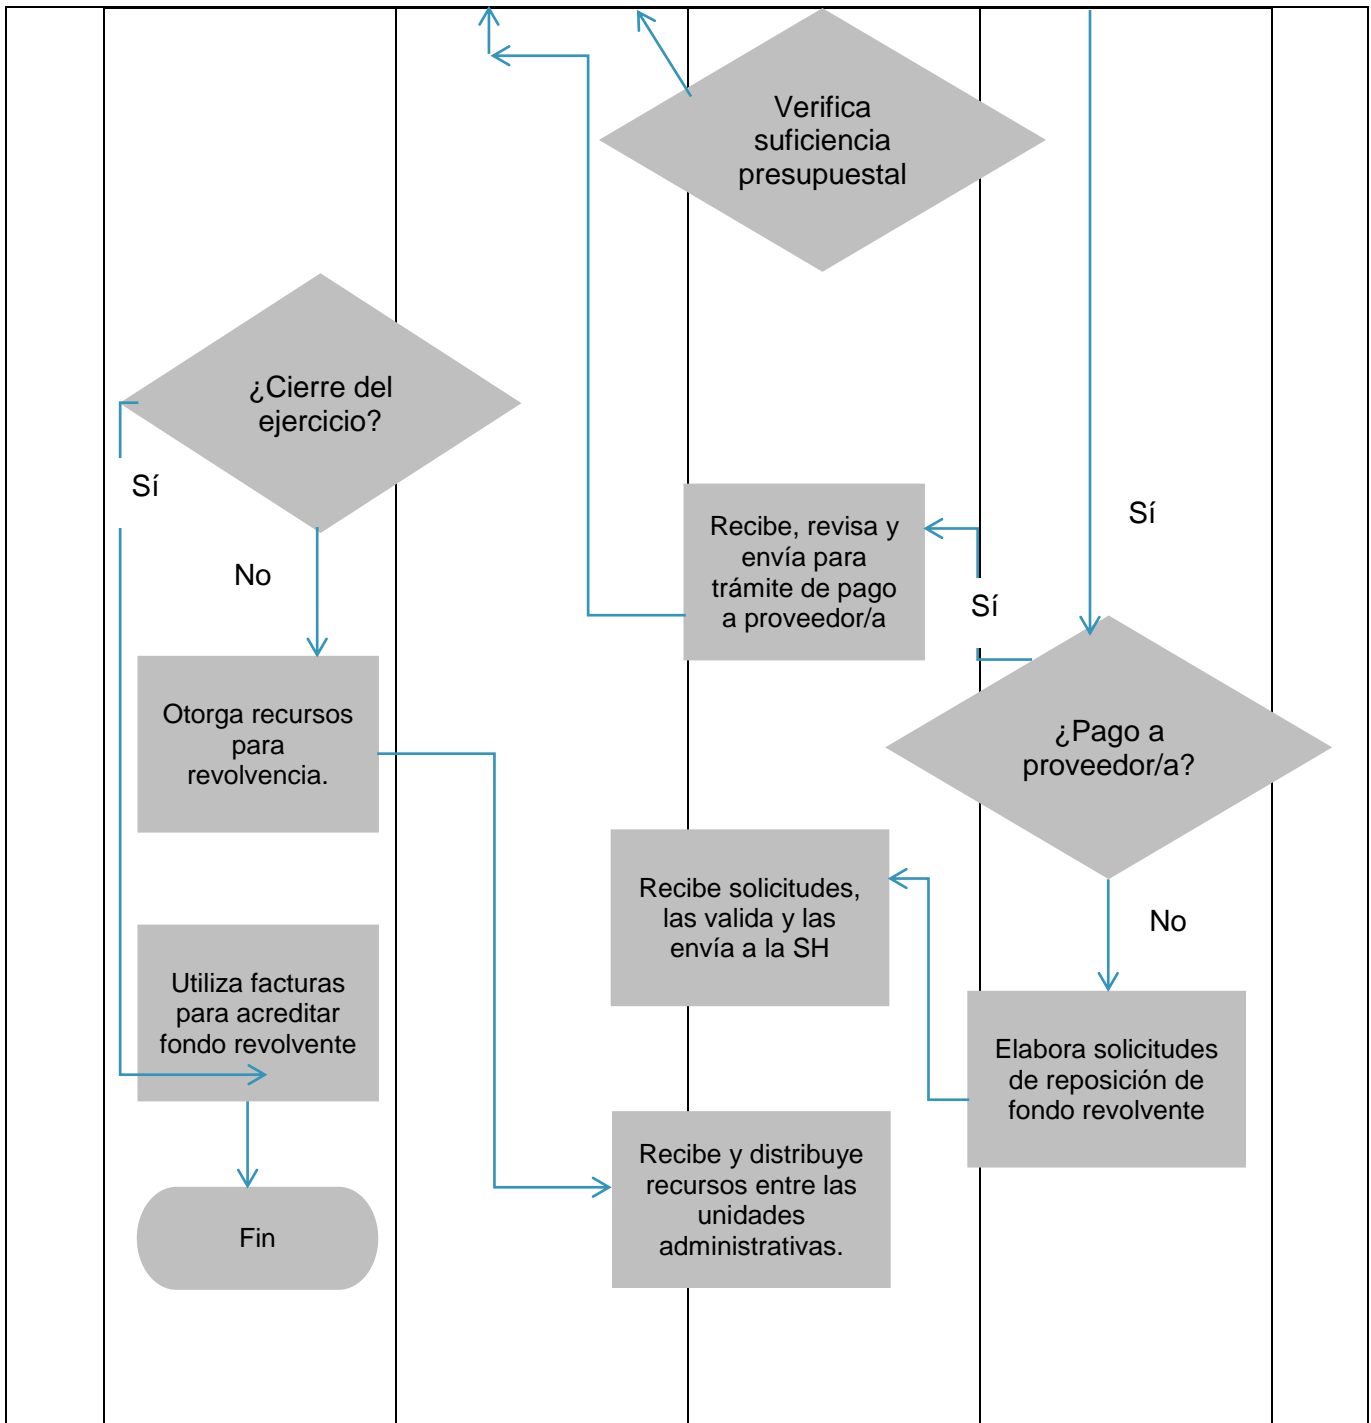 Verifica
suficiencia
presupuestal
¿Cierre del
ejercicio?
Sí
No
Recibe, revisa y
envía para
trámite de pago
a proveedor/a
Sí
Sí
Otorga recursos
para
revolvencia.
¿Pago a
proveedor/a?
Recibe solicitudes,
las valida y las
envía a la SH
No
Utiliza facturas
para acreditar
fondo revolvente
Elabora solicitudes
de reposición de
fondo revolvente
Recibe y distribuye
recursos entre las
unidades
administrativas.
Fin